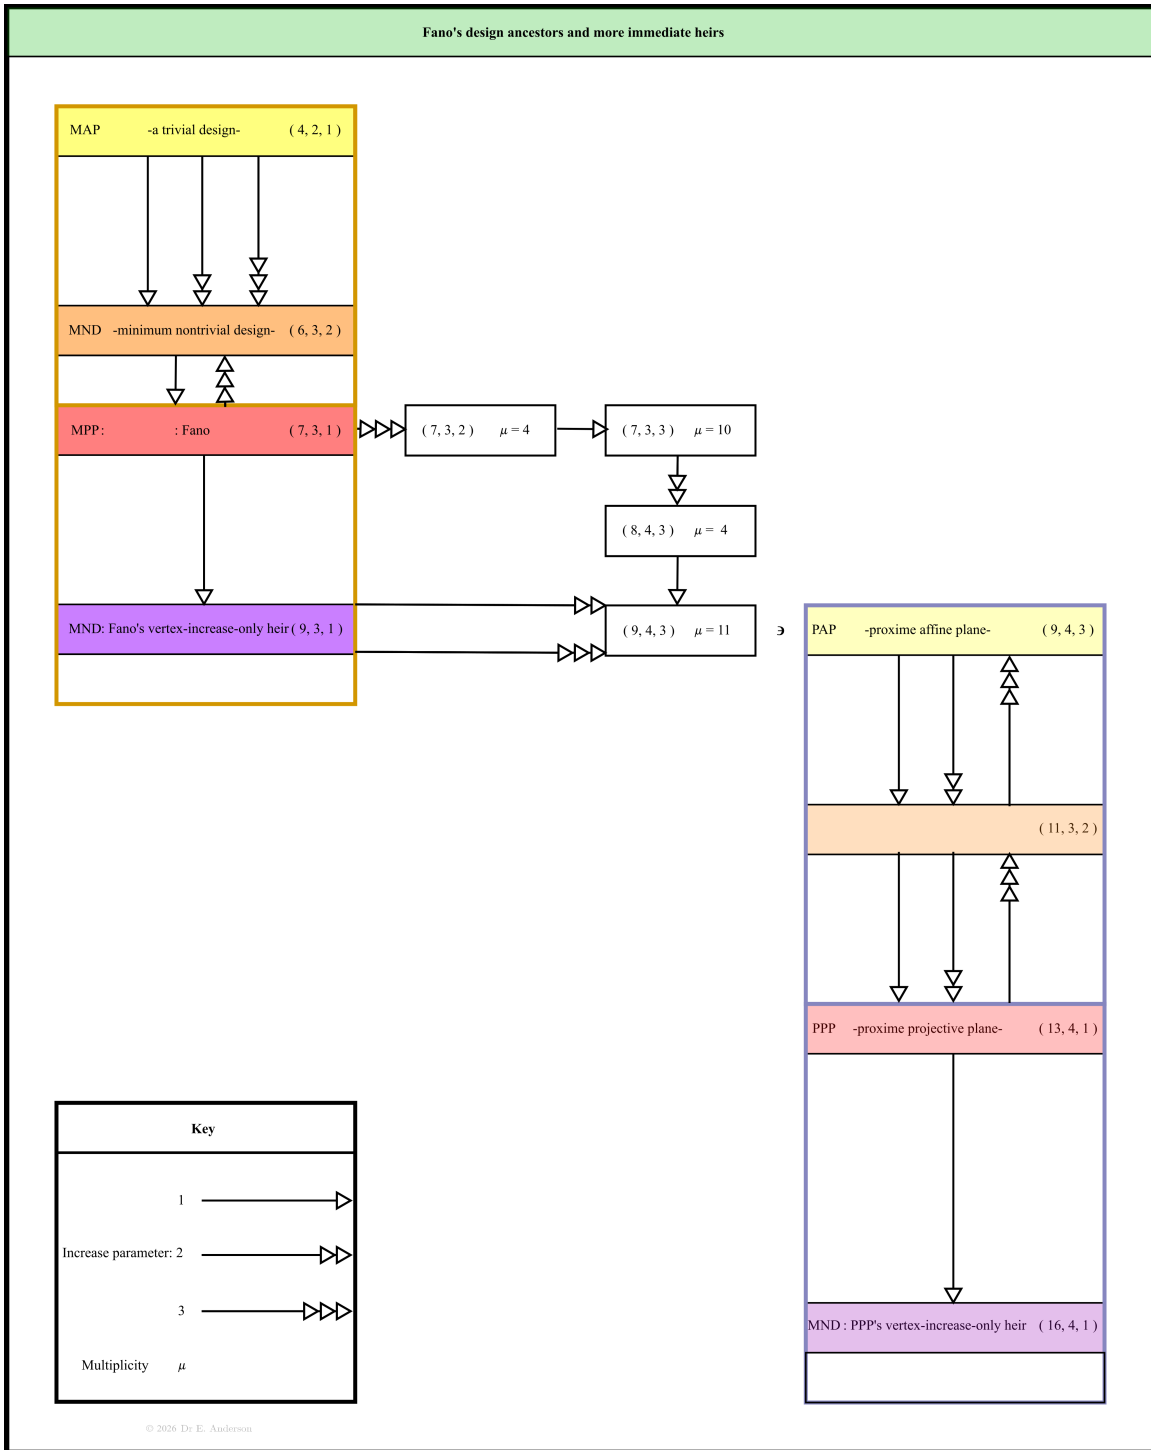 Fano's design ancestors and more immediate heirs
MAP -a trivial design- ( 4, 2, 1 )
MND -minimum nontrivial design- ( 6, 3, 2 )
MPP : : Fano ( 7, 3, 1 )
( 7, 3, 2 ) μ = 4
( 7, 3, 3 ) μ = 10
( 8, 4, 3 ) μ = 4
MND: Fano's vertex-increase-only heir ( 9, 3, 1 )
( 9, 4, 3 ) μ = 11
э
PAP -proxime affine plane- ( 9, 4, 3 )
( 11, 3, 2 )
PPP -proxime projective plane- ( 13, 4, 1 )
MND : PPP's vertex-increase-only heir ( 16, 4, 1 )
Key
1
Increase parameter: 2
3
Multiplicity μ
© 2026 Dr E. Anderson